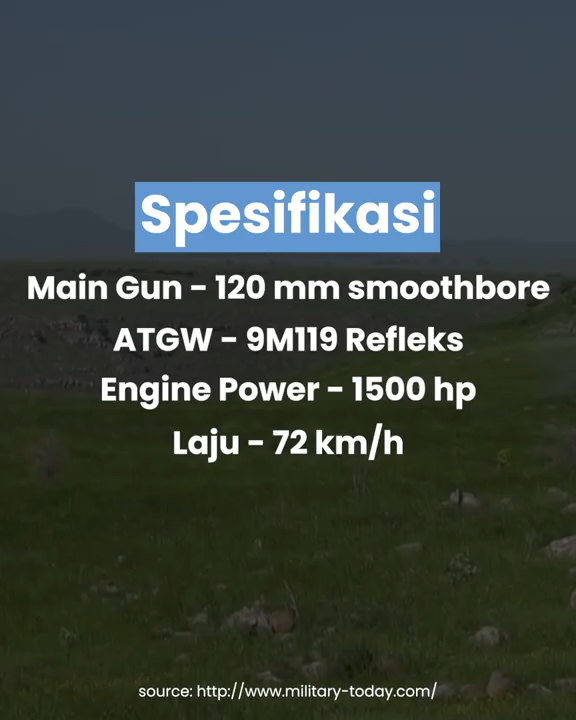 Spesifikasi
Main Gun - 120 mm smoothbore
ATGW - 9M119 Refleks
Engine Power - 1500 hp
Laju - 72 km/h
source: http://www.military-today.com/